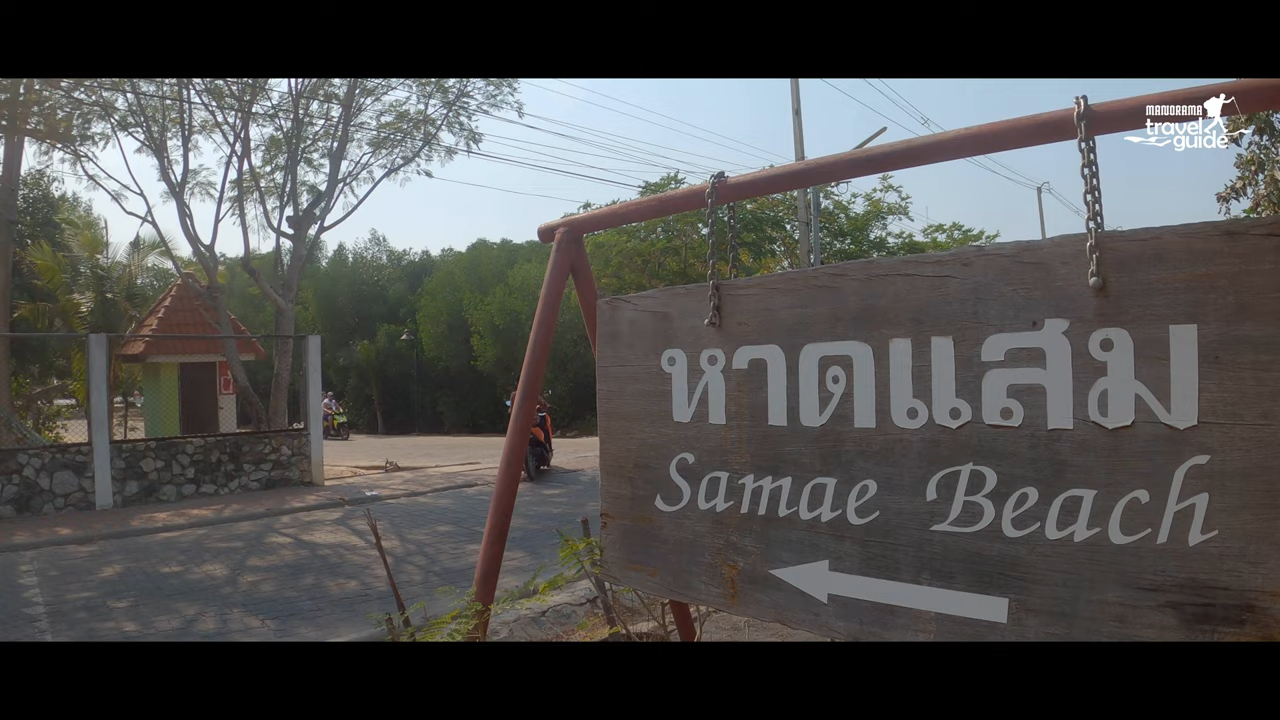 MANORAMA
travel
guide
หาดแสม
Samae Beach